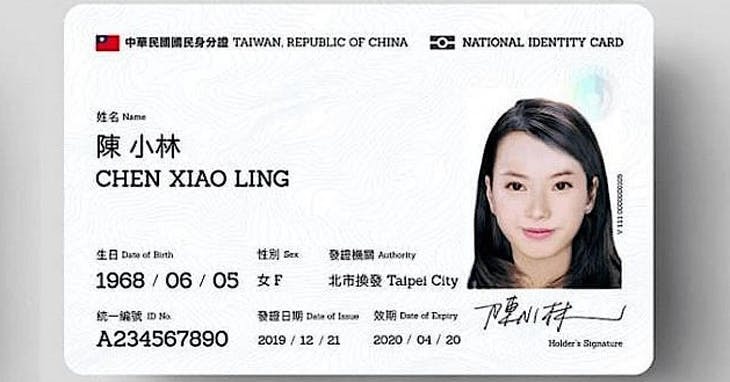 中華民國國民身分證 TAIWAN, REPUBLIC OF CHINA NATIONAL IDENTITY CARD
姓名 Name
陳 小林
CHEN XIAO LING
生日 Date of Birth 性別 Sex 發證機關 Authority
1968 / 06 / 05 女 F 北市換發 Taipei City
統一編號 ID No. 發證日期 Date of Issue 效期 Date of Expiry
A234567890 2019 / 12 / 21 2020 / 04 / 20
陳小林
Holder's Signature